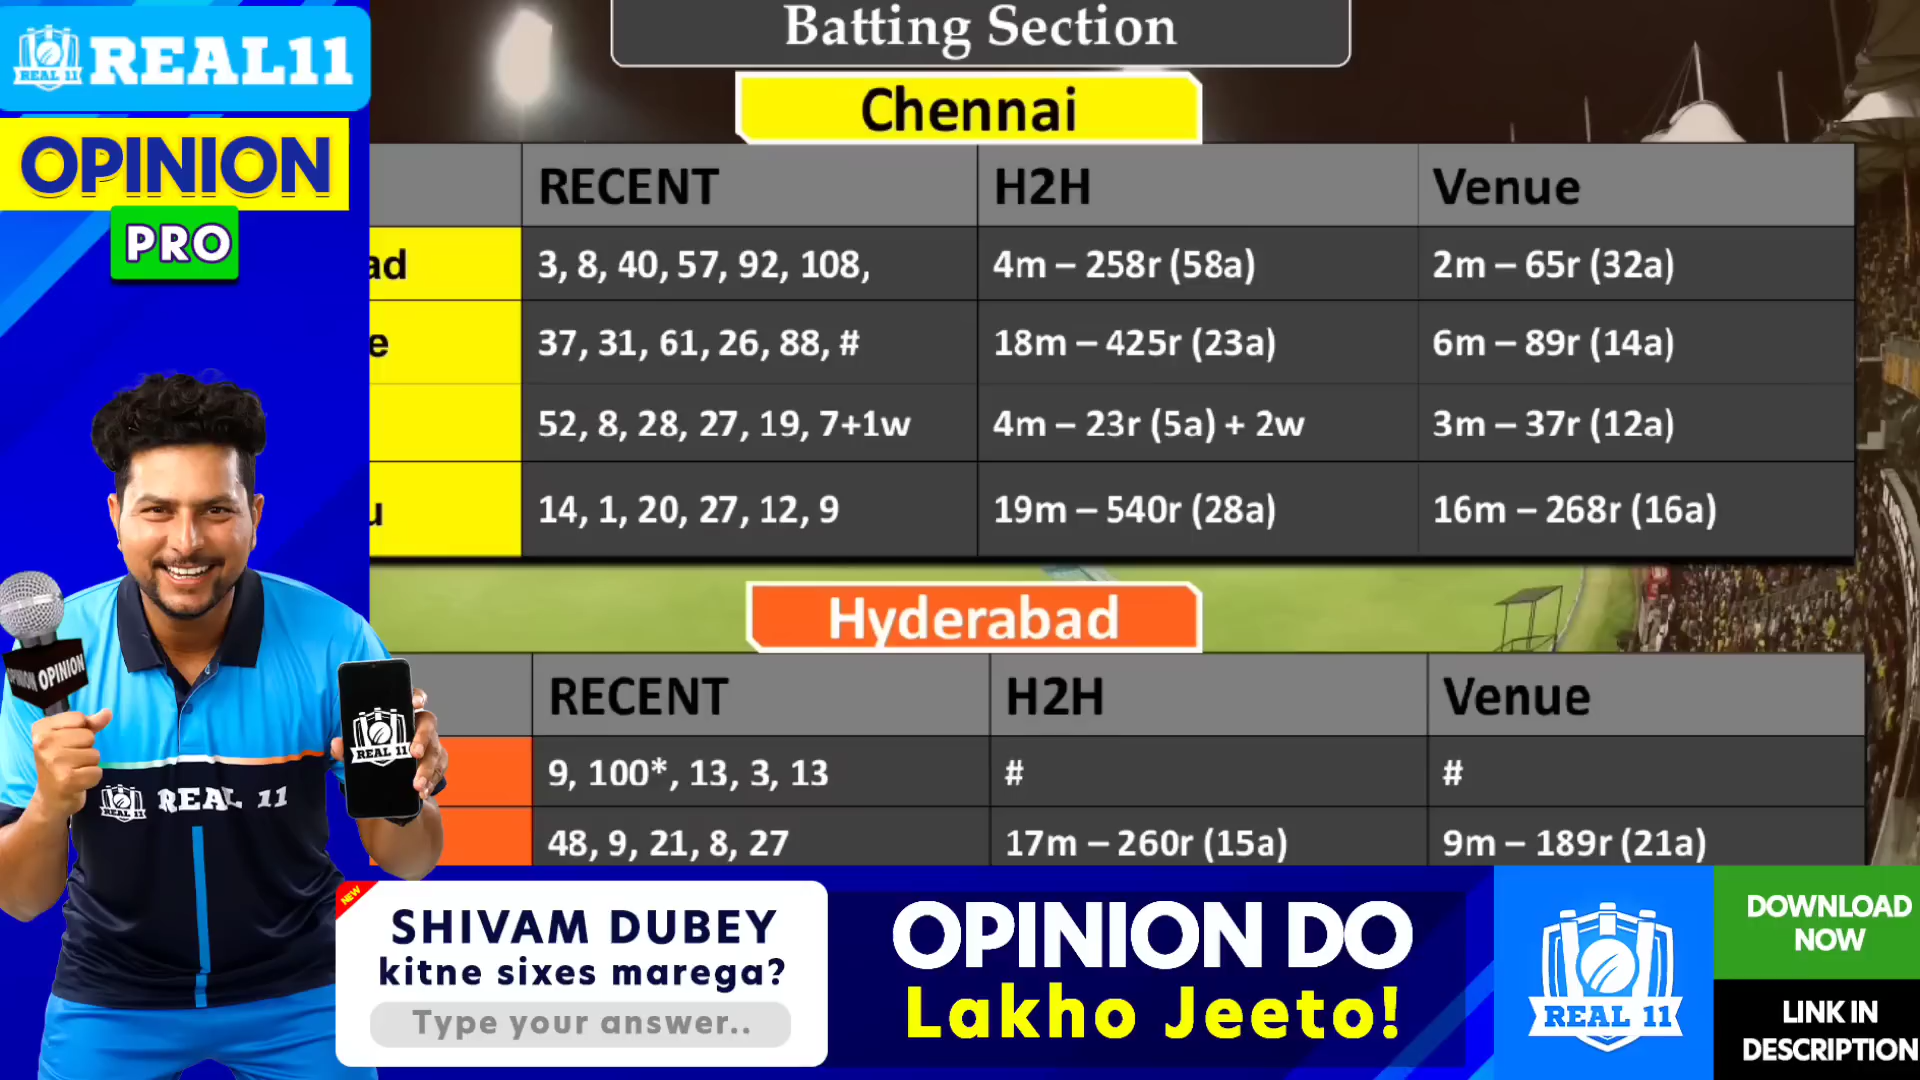 REAL 11
REAL11
OPINION
PRO
Batting Section
Chennai
RECENT H2H Venue
ad 3, 8, 40, 57, 92, 108, 4m – 258r (58a) 2m – 65r (32a)
e 37, 31, 61, 26, 88, # 18m – 425r (23a) 6m – 89r (14a)
52, 8, 28, 27, 19, 7+1w 4m – 23r (5a) + 2w 3m – 37r (12a)
u 14, 1, 20, 27, 12, 9 19m – 540r (28a) 16m – 268r (16a)
Hyderabad
RECENT H2H Venue
9, 100*, 13, 3, 13 # #
48, 9, 21, 8, 27 17m – 260r (15a) 9m – 189r (21a)
OPINION OPINION
REAL 11
REAL 11
REAL 11
NEW
SHIVAM DUBEY
kitne sixes marega?
Type your answer..
OPINION DO
Lakho Jeeto!
REAL 11
DOWNLOAD
NOW
LINK IN
DESCRIPTION